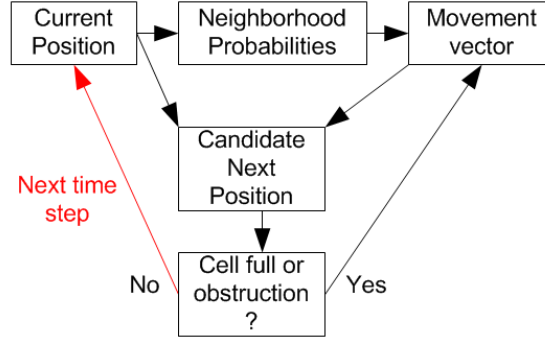 Current
Position
Neighborhood
Probabilities
Movement
vector
Candidate
Next
Position
Next time
step
No
Cell full or
obstruction
?
Yes